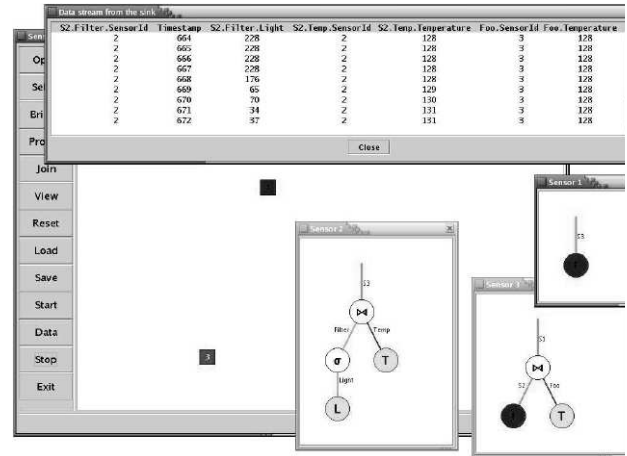 Data stream from the sink
S2.Filter.SensorId Timestamp S2.Filter.Light S2.Temp.SensorId S2.Temp.Temperature Foo.SensorId Foo.Temperature
2 664 228 2 128 3 128
2 665 228 2 128 3 128
2 666 228 2 128 3 128
2 667 228 2 128 3 128
2 668 176 2 128 3 128
2 669 65 2 129 3 128
2 670 70 2 130 3 128
2 671 34 2 131 3 128
2 672 37 2 131 3 128
Close
Join
View
Reset
Load
Save
Start
Data
Stop
Exit
3
Sensor 1
S3
Sensor 2
S3
⋈
Filter Temp
σ T
Light
L
Sensor 3
⋈
S2 Foo
T